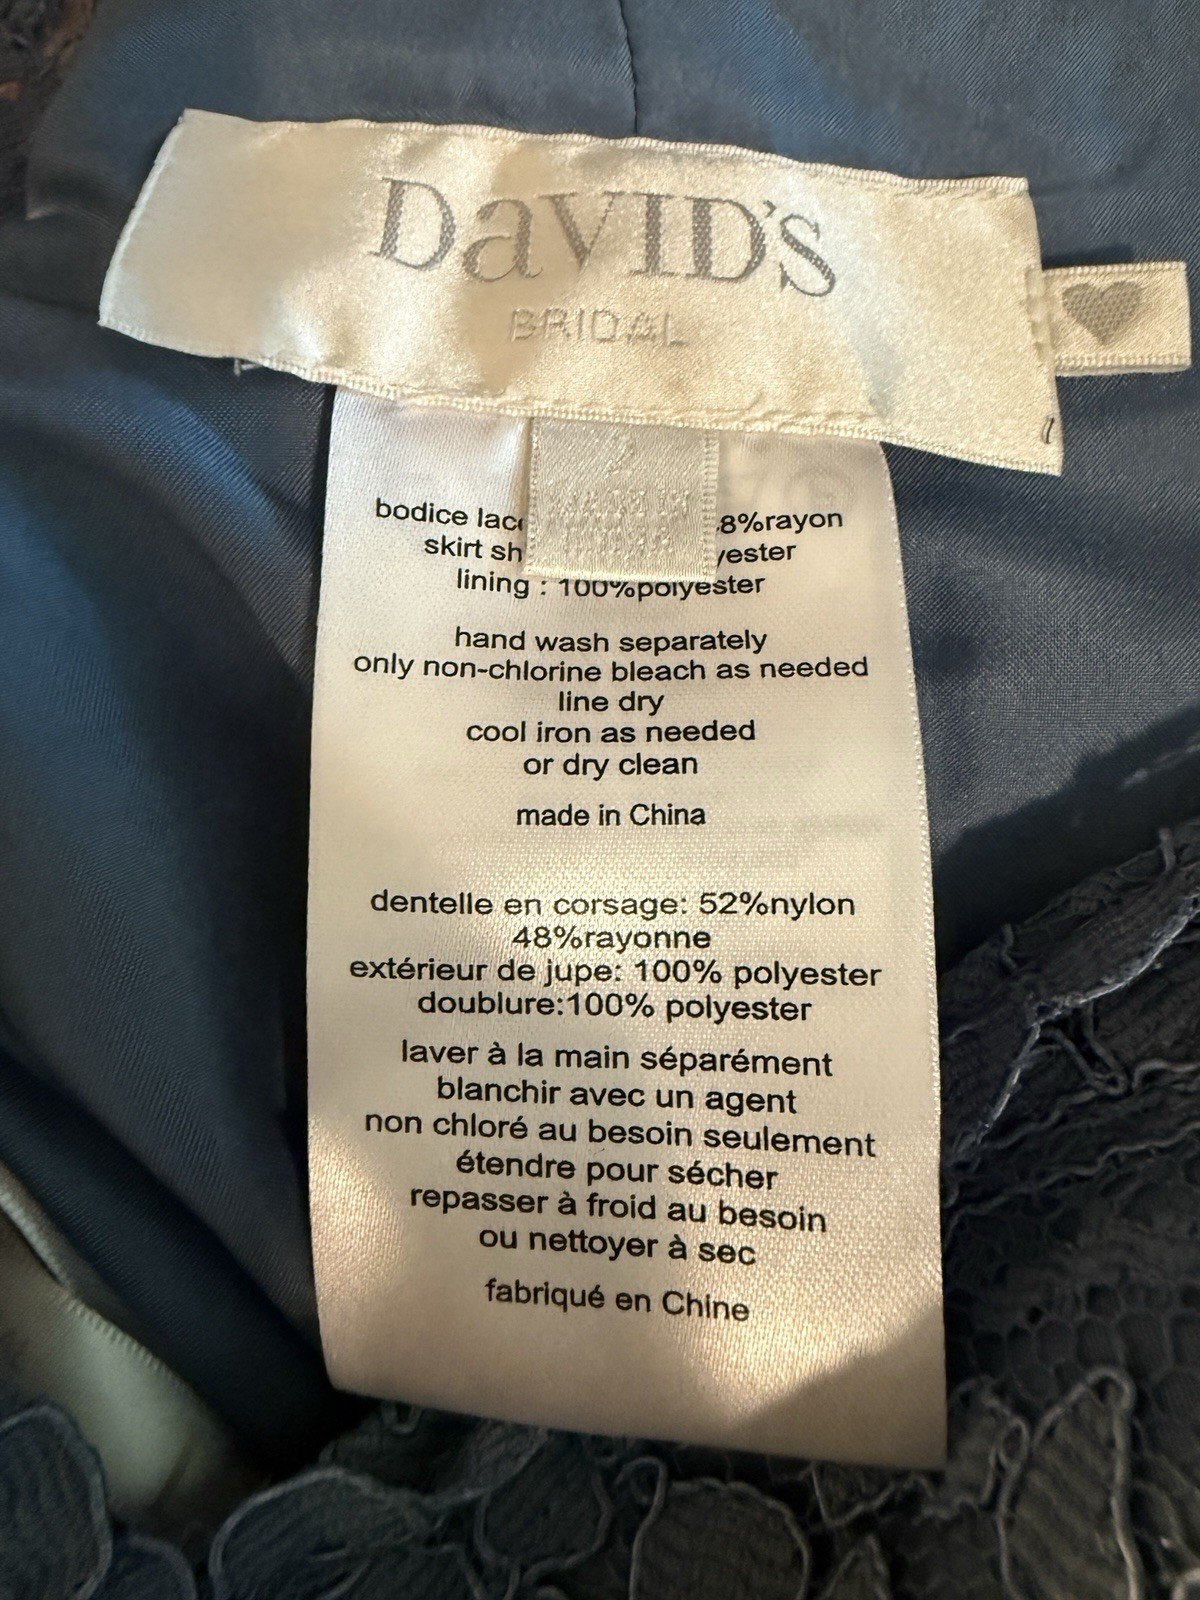 DaVID'S
BRIDAL
2
MADE IN
bodice lac 8%rayon
skirt sh yester
lining : 100%polyester
hand wash separately
only non-chlorine bleach as needed
line dry
cool iron as needed
or dry clean
made in China
dentelle en corsage: 52%nylon
48%rayonne
extérieur de jupe: 100% polyester
doublure:100% polyester
laver à la main séparément
blanchir avec un agent
non chloré au besoin seulement
étendre pour sécher
repasser à froid au besoin
ou nettoyer à sec
fabriqué en Chine